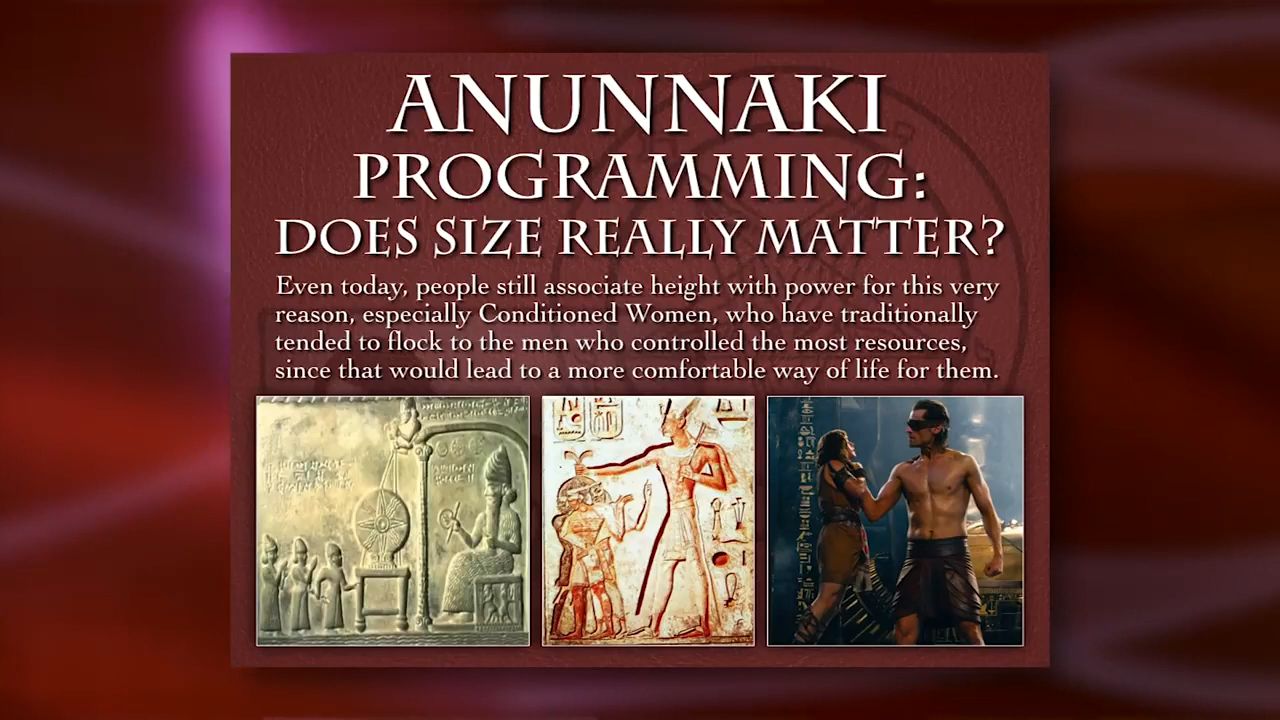 ANUNNAKI
PROGRAMMING:
DOES SIZE REALLY MATTER?
Even today, people still associate height with power for this very
reason, especially Conditioned Women, who have traditionally
tended to flock to the men who controlled the most resources,
since that would lead to a more comfortable way of life for them.